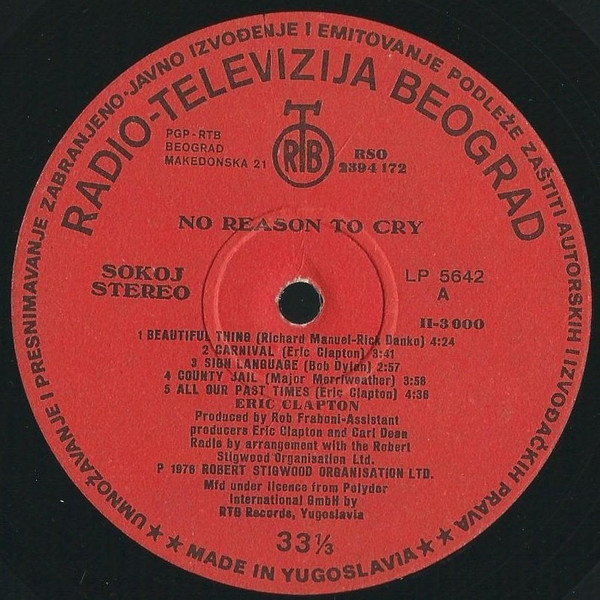 UMNOŽAVANJE I PRESNIMAVANJE ZABRANJENO-JAVNO IZVOĐENJE I EMITOVANJE PODLEŽE ZAŠTITI AUTORSKIH I IZVOĐAČKIH PRAVA
RADIO-TELEVIZIJA BEOGRAD
PGP-RTB
BEOGRAD
MAKEDONSKA 21
RTB
RSO
2394172
NO REASON TO CRY
SOKOJ
STEREO
LP 5642
A
II-3 000
1 BEAUTIFUL THING (Richard Manuel-Rick Danko) 4:24
2 CARNIVAL (Eric Clapton) 3:41
3 SIGN LANGUAGE (Bob Dylan) 2:57
4 COUNTY JAIL (Major Merriweather) 3:58
5 ALL OUR PAST TIMES (Eric Clapton) 4:36
ERIC CLAPTON
Produced by Rob Fraboni-Assistant
producers Eric Clapton and Carl Dean
Radle by arrangement with the Robert
Stigwood Organisation Ltd.
P 1976 ROBERT STIGWOOD ORGANISATION LTD.
Mfd under licence from Polydor
International GmbH by
RTB Records, Yugoslavia
33⅓
★★ MADE IN YUGOSLAVIA ★★